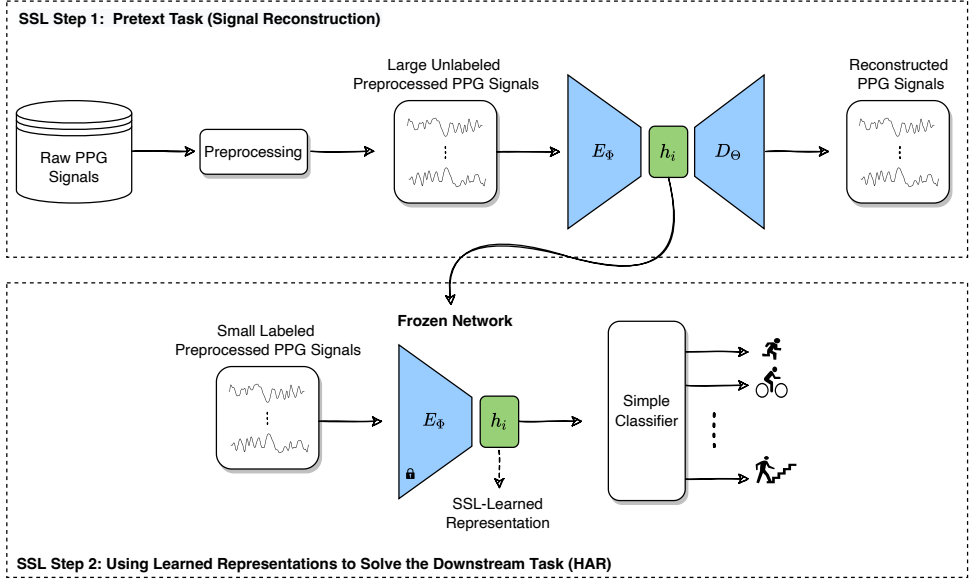 SSL Step 1:  Pretext Task (Signal Reconstruction)
Large Unlabeled
Preprocessed PPG Signals
Reconstructed
PPG Signals
Raw PPG
Signals
Preprocessing
E_Φ
h_i
D_Θ
Frozen Network
Small Labeled
Preprocessed PPG Signals
E_Φ
h_i
Simple
Classifier
SSL-Learned
Representation
SSL Step 2: Using Learned Representations to Solve the Downstream Task (HAR)